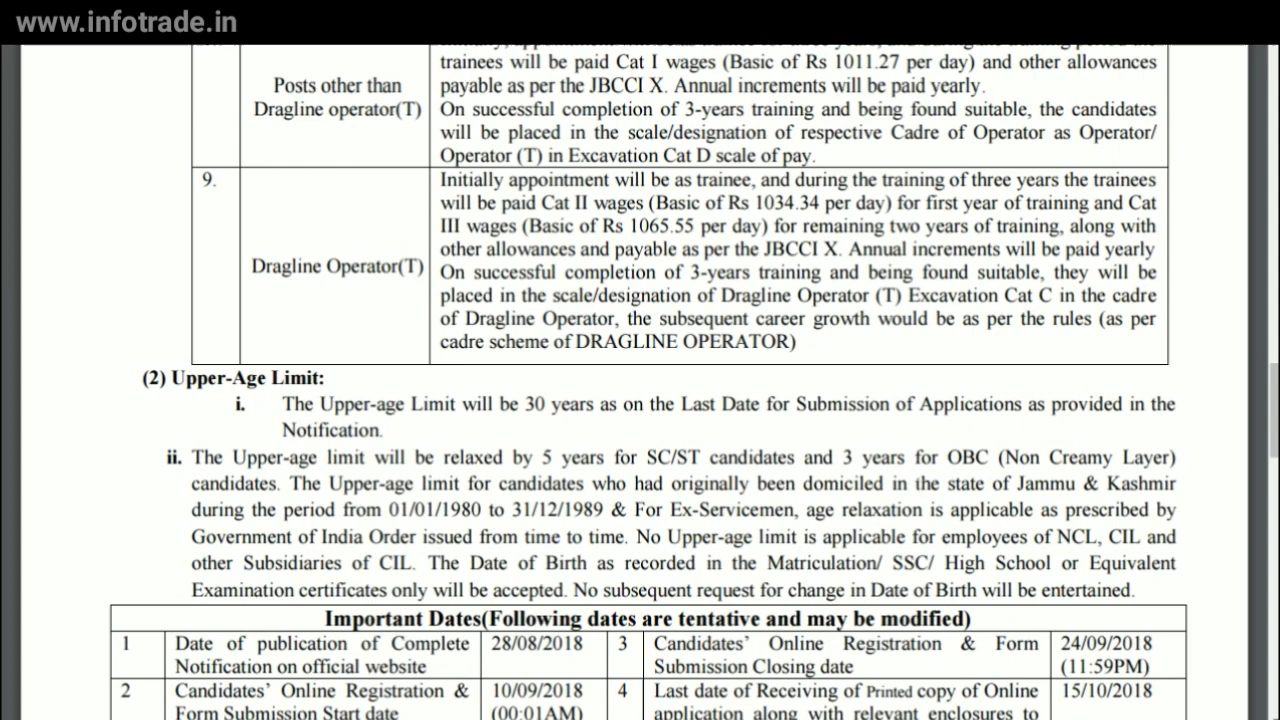 www.infotrade.in
trainees will be paid Cat I wages (Basic of Rs 1011.27 per day) and other allowances
Posts other than
payable as per the JBCCI X. Annual increments will be paid yearly.
Dragline operator(T)
On successful completion of 3-years training and being found suitable, the candidates
will be placed in the scale/designation of respective Cadre of Operator as Operator/
Operator (T) in Excavation Cat D scale of pay.
9.
Initially appointment will be as trainee, and during the training of three years the trainees
will be paid Cat II wages (Basic of Rs 1034.34 per day) for first year of training and Cat
III wages (Basic of Rs 1065.55 per day) for remaining two years of training, along with
other allowances and payable as per the JBCCI X. Annual increments will be paid yearly
Dragline Operator(T)
On successful completion of 3-years training and being found suitable, they will be
placed in the scale/designation of Dragline Operator (T) Excavation Cat C in the cadre
of Dragline Operator, the subsequent career growth would be as per the rules (as per
cadre scheme of DRAGLINE OPERATOR)
(2) Upper-Age Limit:
i. The Upper-age Limit will be 30 years as on the Last Date for Submission of Applications as provided in the
Notification.
ii. The Upper-age limit will be relaxed by 5 years for SC/ST candidates and 3 years for OBC (Non Creamy Layer)
candidates. The Upper-age limit for candidates who had originally been domiciled in the state of Jammu & Kashmir
during the period from 01/01/1980 to 31/12/1989 & For Ex-Servicemen, age relaxation is applicable as prescribed by
Government of India Order issued from time to time. No Upper-age limit is applicable for employees of NCL, CIL and
other Subsidiaries of CIL. The Date of Birth as recorded in the Matriculation/ SSC/ High School or Equivalent
Examination certificates only will be accepted. No subsequent request for change in Date of Birth will be entertained.
Important Dates(Following dates are tentative and may be modified)
1 Date of publication of Complete 28/08/2018 3 Candidates' Online Registration & Form 24/09/2018
Notification on official website Submission Closing date (11:59PM)
2 Candidates' Online Registration & 10/09/2018 4 Last date of Receiving of Printed copy of Online 15/10/2018
Form Submission Start date (00:01AM) application along with relevant enclosures to